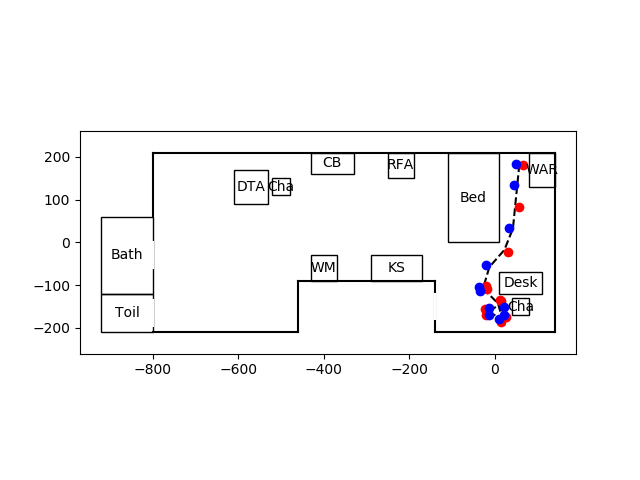 200
100
0
−100
−200
CB
RFA
WAR
DTA
Cha
Bed
Bath
WM
KS
Desk
Toil
Cha
−800
−600
−400
−200
0